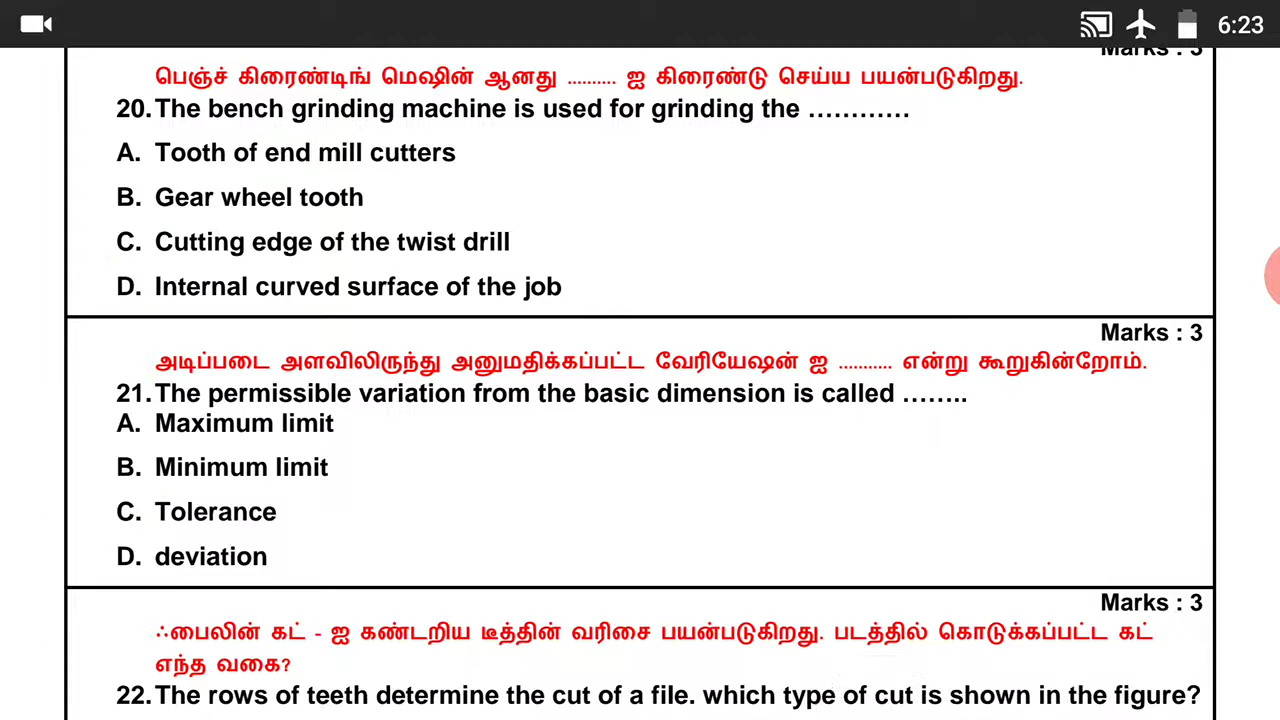 6:23
Marks : 3
பெஞ்ச் கிரைண்டிங் மெஷின் ஆனது .......... ஐ கிரைண்டு செய்ய பயன்படுகிறது.
20. The bench grinding machine is used for grinding the …………
A. Tooth of end mill cutters
B. Gear wheel tooth
C. Cutting edge of the twist drill
D. Internal curved surface of the job
Marks : 3
அடிப்படை அளவிலிருந்து அனுமதிக்கப்பட்ட வேரியேஷன் ஐ ........... என்று கூறுகின்றோம்.
21. The permissible variation from the basic dimension is called ……..
A. Maximum limit
B. Minimum limit
C. Tolerance
D. deviation
Marks : 3
ஃபைலின் கட் - ஐ கண்டறிய டீத்தின் வரிசை பயன்படுகிறது. படத்தில் கொடுக்கப்பட்ட கட்
எந்த வகை?
22. The rows of teeth determine the cut of a file. which type of cut is shown in the figure?